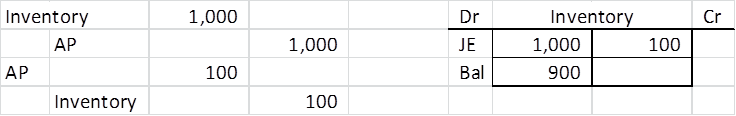 Inventory 1,000 Dr Inventory Cr
AP 1,000 JE 1,000 100
AP 100 Bal 900
Inventory 100